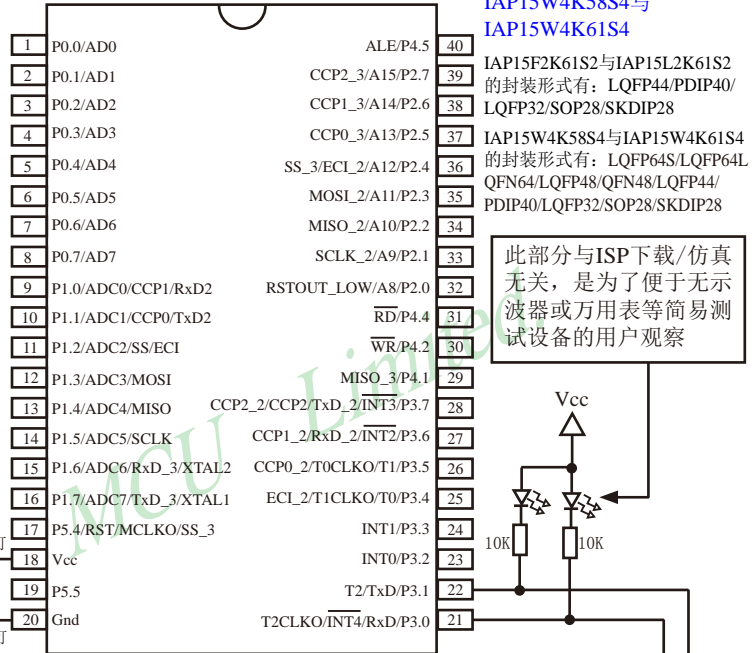 IAP15W4K58S4与
IAP15W4K61S4
IAP15F2K61S2与IAP15L2K61S2
的封装形式有：LQFP44/PDIP40/
LQFP32/SOP28/SKDIP28
IAP15W4K58S4与IAP15W4K61S4
的封装形式有：LQFP64S/LQFP64L
QFN64/LQFP48/QFN48/LQFP44/
PDIP40/LQFP32/SOP28/SKDIP28
此部分与ISP下载/仿真
无关，是为了便于无示
波器或万用表等简易测
试设备的用户观察
1 P0.0/AD0 ALE/P4.5 40
2 P0.1/AD1 CCP2_3/A15/P2.7 39
3 P0.2/AD2 CCP1_3/A14/P2.6 38
4 P0.3/AD3 CCP0_3/A13/P2.5 37
5 P0.4/AD4 SS_3/ECI_2/A12/P2.4 36
6 P0.5/AD5 MOSI_2/A11/P2.3 35
7 P0.6/AD6 MISO_2/A10/P2.2 34
8 P0.7/AD7 SCLK_2/A9/P2.1 33
9 P1.0/ADC0/CCP1/RxD2 RSTOUT_LOW/A8/P2.0 32
10 P1.1/ADC1/CCP0/TxD2 RD/P4.4 31
11 P1.2/ADC2/SS/ECI WR/P4.2 30
12 P1.3/ADC3/MOSI MISO_3/P4.1 29
13 P1.4/ADC4/MISO CCP2_2/CCP2/TxD_2/INT3/P3.7 28
14 P1.5/ADC5/SCLK CCP1_2/RxD_2/INT2/P3.6 27
15 P1.6/ADC6/RxD_3/XTAL2 CCP0_2/T0CLKO/T1/P3.5 26
16 P1.7/ADC7/TxD_3/XTAL1 ECI_2/T1CLKO/T0/P3.4 25
17 P5.4/RST/MCLKO/SS_3 INT1/P3.3 24
18 Vcc INT0/P3.2 23
19 P5.5 T2/TxD/P3.1 22
20 Gnd T2CLKO/INT4/RxD/P3.0 21
Vcc
10K 10K
MCU Limited.